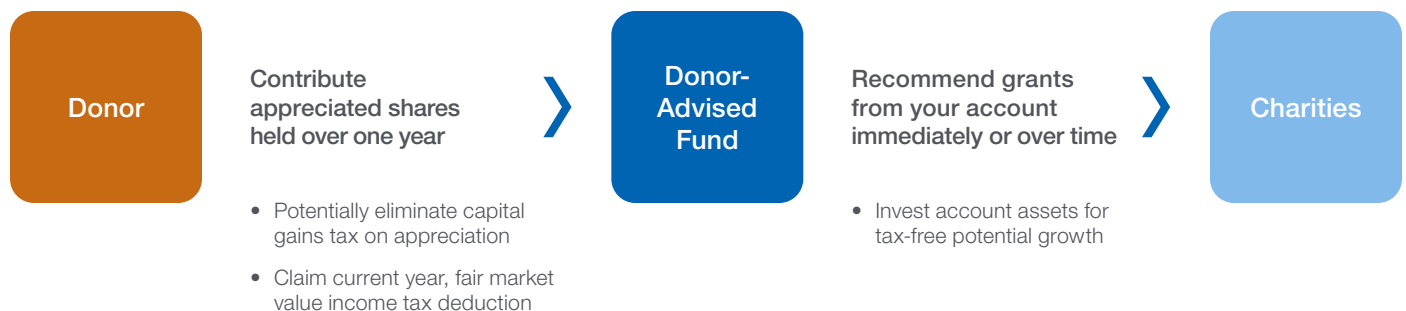 Donor
Contribute
appreciated shares
held over one year
• Potentially eliminate capital
gains tax on appreciation
• Claim current year, fair market
value income tax deduction
Donor-
Advised
Fund
Recommend grants
from your account
immediately or over time
• Invest account assets for
tax-free potential growth
Charities